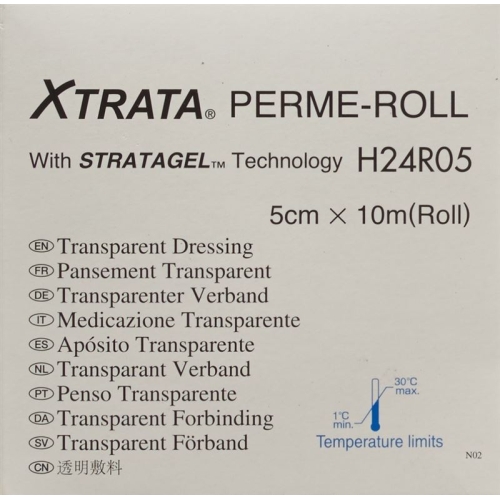 XTRATA® PERME-ROLL
With STRATAGEL™ Technology H24R05
5cm × 10m(Roll)
EN Transparent Dressing
FR Pansement Transparent
DE Transparenter Verband
IT Medicazione Transparente
ES Apósito Transparente
NL Transparant Verband
PT Penso Transparente
DA Transparent Forbinding
SV Transparent Förband
CN 透明敷料
30°C
max.
1°C
min.
Temperature limits
N02